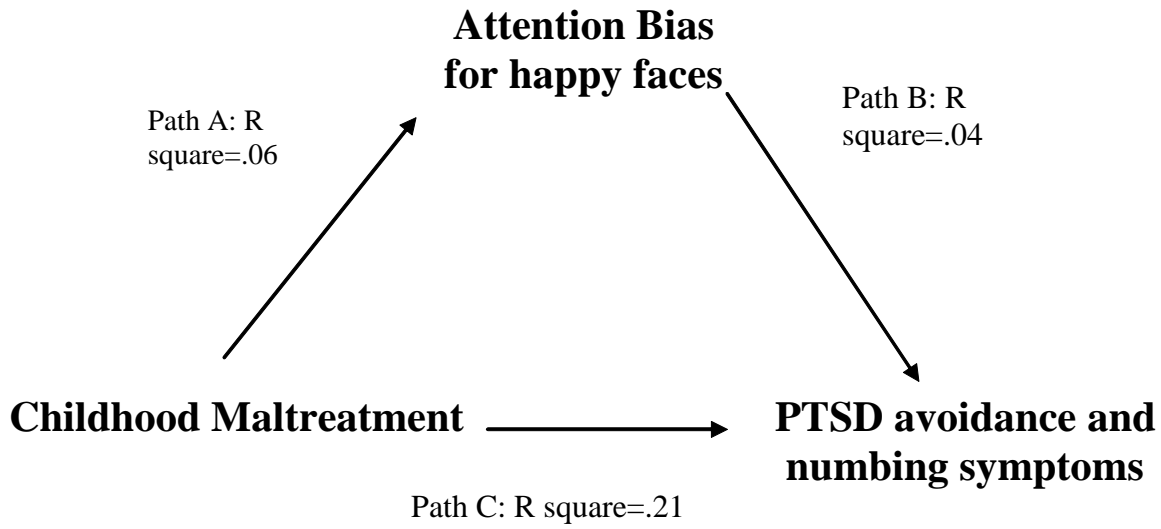 Attention Bias
for happy faces
Path A: R
square=.06
Path B: R
square=.04
Childhood Maltreatment
PTSD avoidance and
numbing symptoms
Path C: R square=.21